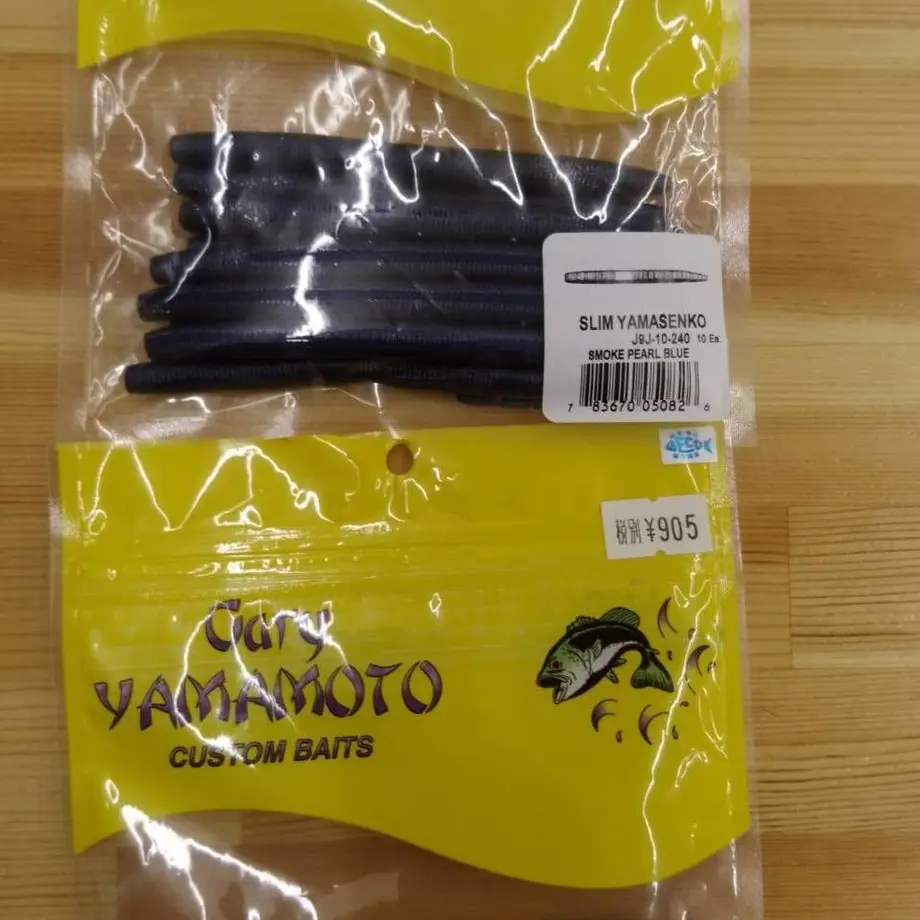 SLIM YAMASENKO
J9J-10-240 10 Ea.
SMOKE PEARL BLUE
7 83670 05082 6
税別 ¥905
Gary
YAMAMOTO
CUSTOM BAITS